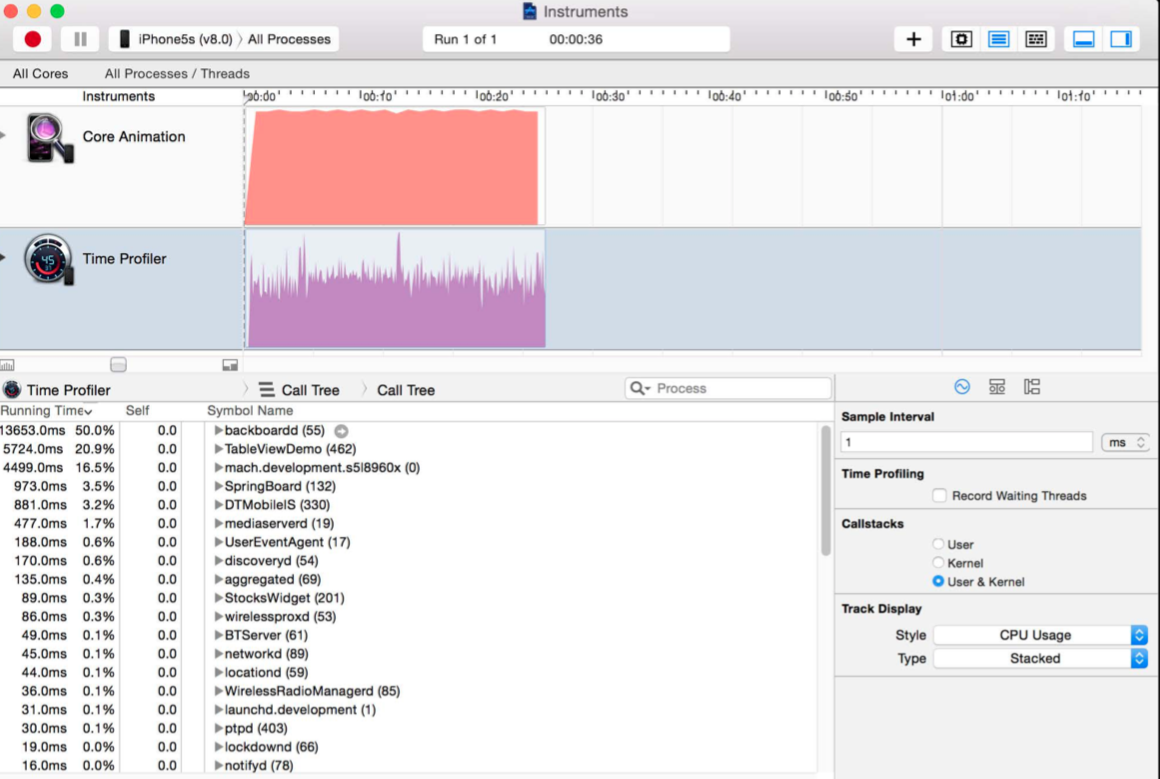 Instruments
iPhone5s (v8.0) 〉 All Processes
Run 1 of 1 00:00:36
All Cores All Processes / Threads
Instruments 00:00 00:10 00:20 00:30 00:40 00:50 01:00 01:10
Core Animation
45
Time Profiler
Time Profiler 〉 Call Tree 〉 Call Tree Process
Running Time Self Symbol Name
13653.0ms 50.0% 0.0 backboardd (55)
5724.0ms 20.9% 0.0 TableViewDemo (462)
4499.0ms 16.5% 0.0 mach.development.s5l8960x (0)
973.0ms 3.5% 0.0 SpringBoard (132)
881.0ms 3.2% 0.0 DTMobileIS (330)
477.0ms 1.7% 0.0 mediaserverd (19)
188.0ms 0.6% 0.0 UserEventAgent (17)
170.0ms 0.6% 0.0 discoveryd (54)
135.0ms 0.4% 0.0 aggregated (69)
89.0ms 0.3% 0.0 StocksWidget (201)
86.0ms 0.3% 0.0 wirelessproxd (53)
49.0ms 0.1% 0.0 BTServer (61)
45.0ms 0.1% 0.0 networkd (89)
44.0ms 0.1% 0.0 locationd (59)
36.0ms 0.1% 0.0 WirelessRadioManagerd (85)
31.0ms 0.1% 0.0 launchd.development (1)
30.0ms 0.1% 0.0 ptpd (403)
19.0ms 0.0% 0.0 lockdownd (66)
16.0ms 0.0% 0.0 notifyd (78)
Sample Interval
1 ms
Time Profiling
Record Waiting Threads
Callstacks
User
Kernel
User & Kernel
Track Display
Style CPU Usage
Type Stacked